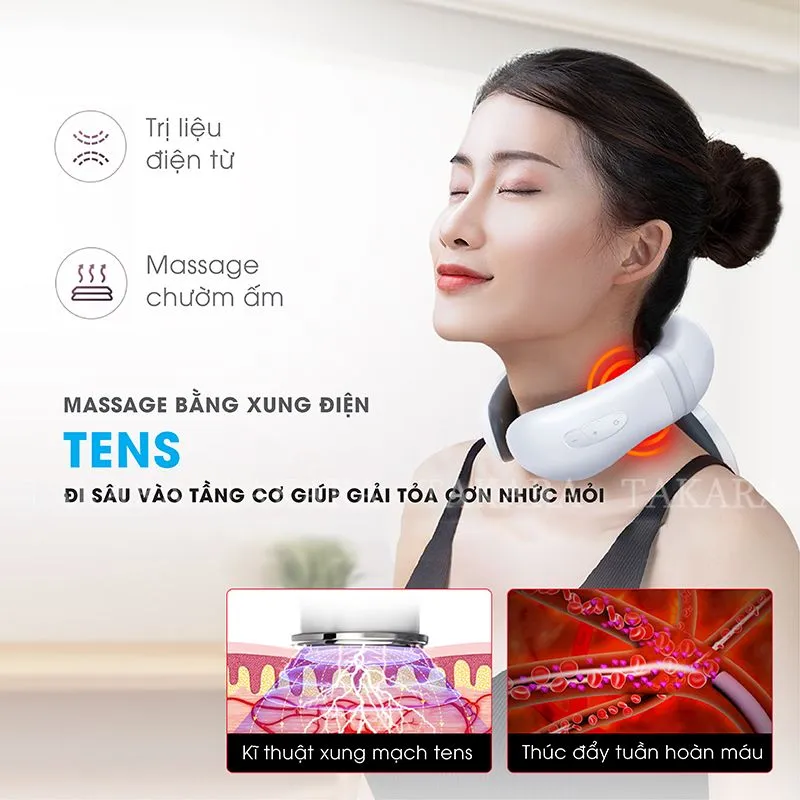 Trị liệu
điện từ
Massage
chườm ấm
MASSAGE BẰNG XUNG ĐIỆN
TENS
ĐI SÂU VÀO TẦNG CƠ GIÚP GIẢI TỎA CƠN NHỨC MỎI
TAKARA
Kĩ thuật xung mạch tens
Thúc đẩy tuần hoàn máu